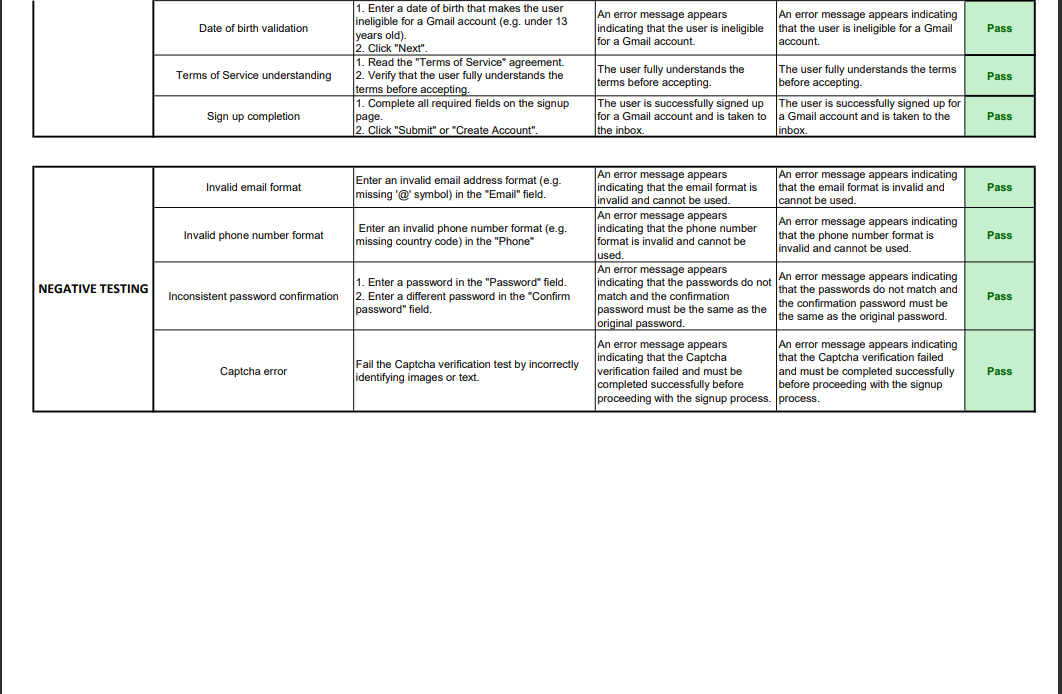 Date of birth validation
1. Enter a date of birth that makes the user
ineligible for a Gmail account (e.g. under 13
years old).
2. Click "Next".
An error message appears
indicating that the user is ineligible
for a Gmail account.
An error message appears indicating
that the user is ineligible for a Gmail
account.
Pass
Terms of Service understanding
1. Read the "Terms of Service" agreement.
2. Verify that the user fully understands the
terms before accepting.
The user fully understands the
terms before accepting.
The user fully understands the terms
before accepting.
Pass
Sign up completion
1. Complete all required fields on the signup
page.
2. Click "Submit" or "Create Account".
The user is successfully signed up
for a Gmail account and is taken to
the inbox.
The user is successfully signed up for
a Gmail account and is taken to the
inbox.
Pass
NEGATIVE TESTING
Invalid email format
Enter an invalid email address format (e.g.
missing '@' symbol) in the "Email" field.
An error message appears
indicating that the email format is
invalid and cannot be used.
An error message appears indicating
that the email format is invalid and
cannot be used.
Pass
Invalid phone number format
Enter an invalid phone number format (e.g.
missing country code) in the "Phone"
An error message appears
indicating that the phone number
format is invalid and cannot be
used.
An error message appears indicating
that the phone number format is
invalid and cannot be used.
Pass
Inconsistent password confirmation
1. Enter a password in the "Password" field.
2. Enter a different password in the "Confirm
password" field.
An error message appears
indicating that the passwords do not
match and the confirmation
password must be the same as the
original password.
An error message appears indicating
that the passwords do not match and
the confirmation password must be
the same as the original password.
Pass
Captcha error
Fail the Captcha verification test by incorrectly
identifying images or text.
An error message appears
indicating that the Captcha
verification failed and must be
completed successfully before
proceeding with the signup process.
An error message appears indicating
that the Captcha verification failed
and must be completed successfully
before proceeding with the signup
process.
Pass